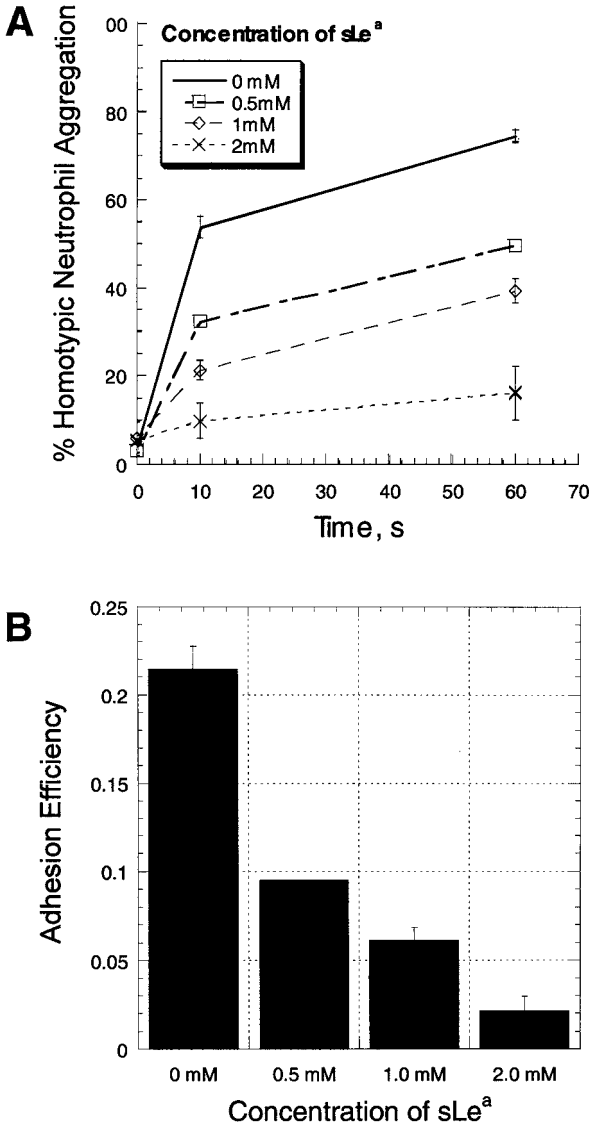 A
Concentration of sLeᵃ
0 mM
0.5mM
1mM
2mM
% Homotypic Neutrophil Aggregation
00
80
60
40
20
0
0 10 20 30 40 50 60 70
Time, s
B
Adhesion Efficiency
0.25
0.2
0.15
0.1
0.05
0
0 mM 0.5 mM 1.0 mM 2.0 mM
Concentration of sLeᵃ